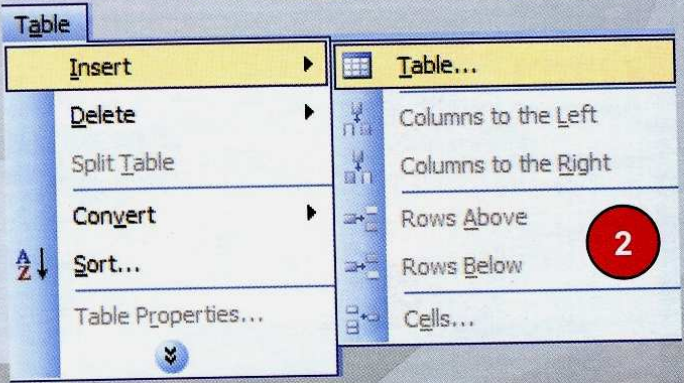 Table
Insert
Delete
Split Table
Convert
A
Z
Sort...
Table Properties...
Table...
Columns to the Left
Columns to the Right
Rows Above
Rows Below
2
Cells...